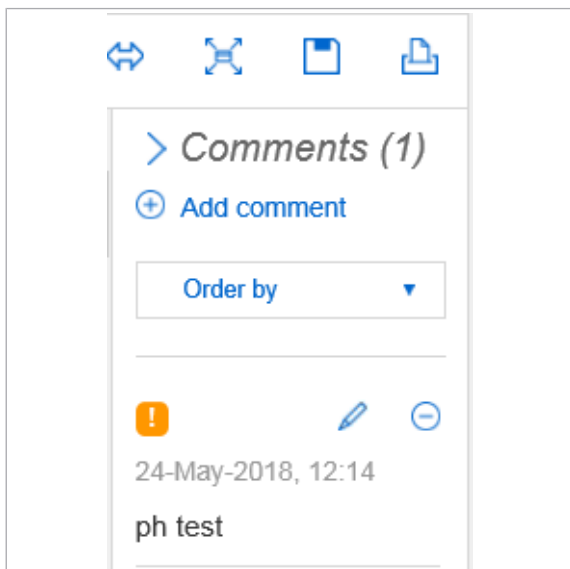 Comments (1)
Add comment
Order by
!
24-May-2018, 12:14
ph test